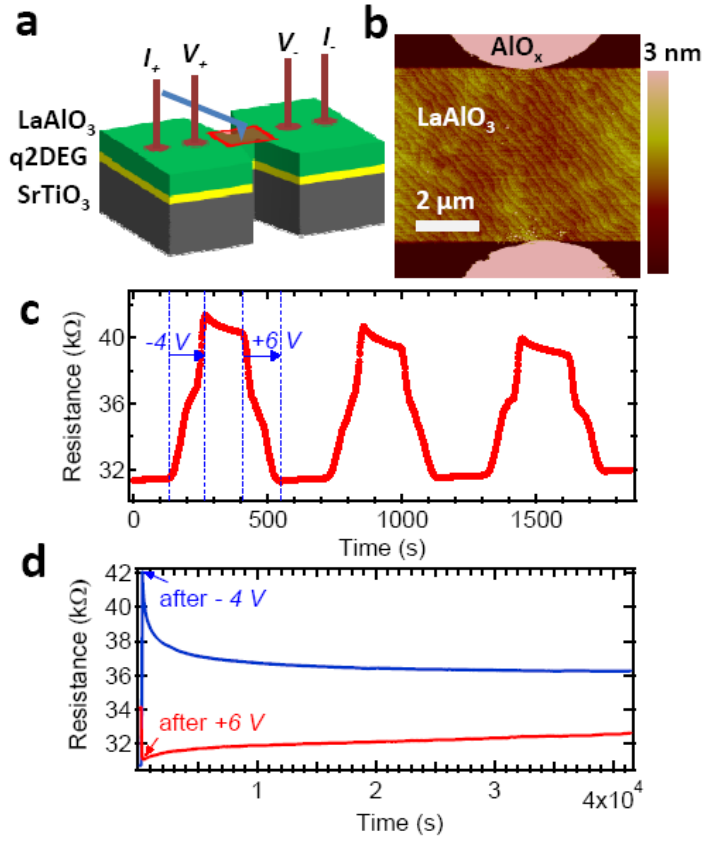 a
I+ V+ V- I-
LaAlO3
q2DEG
SrTiO3
b
AlOx
3 nm
LaAlO3
2 μm
c
Resistance (kΩ)
40
36
32
-4 V
+6 V
0 500 1000 1500
Time (s)
d
Resistance (kΩ)
42
40
38
36
34
32
after - 4 V
after +6 V
1 2 3 4x10^4
Time (s)